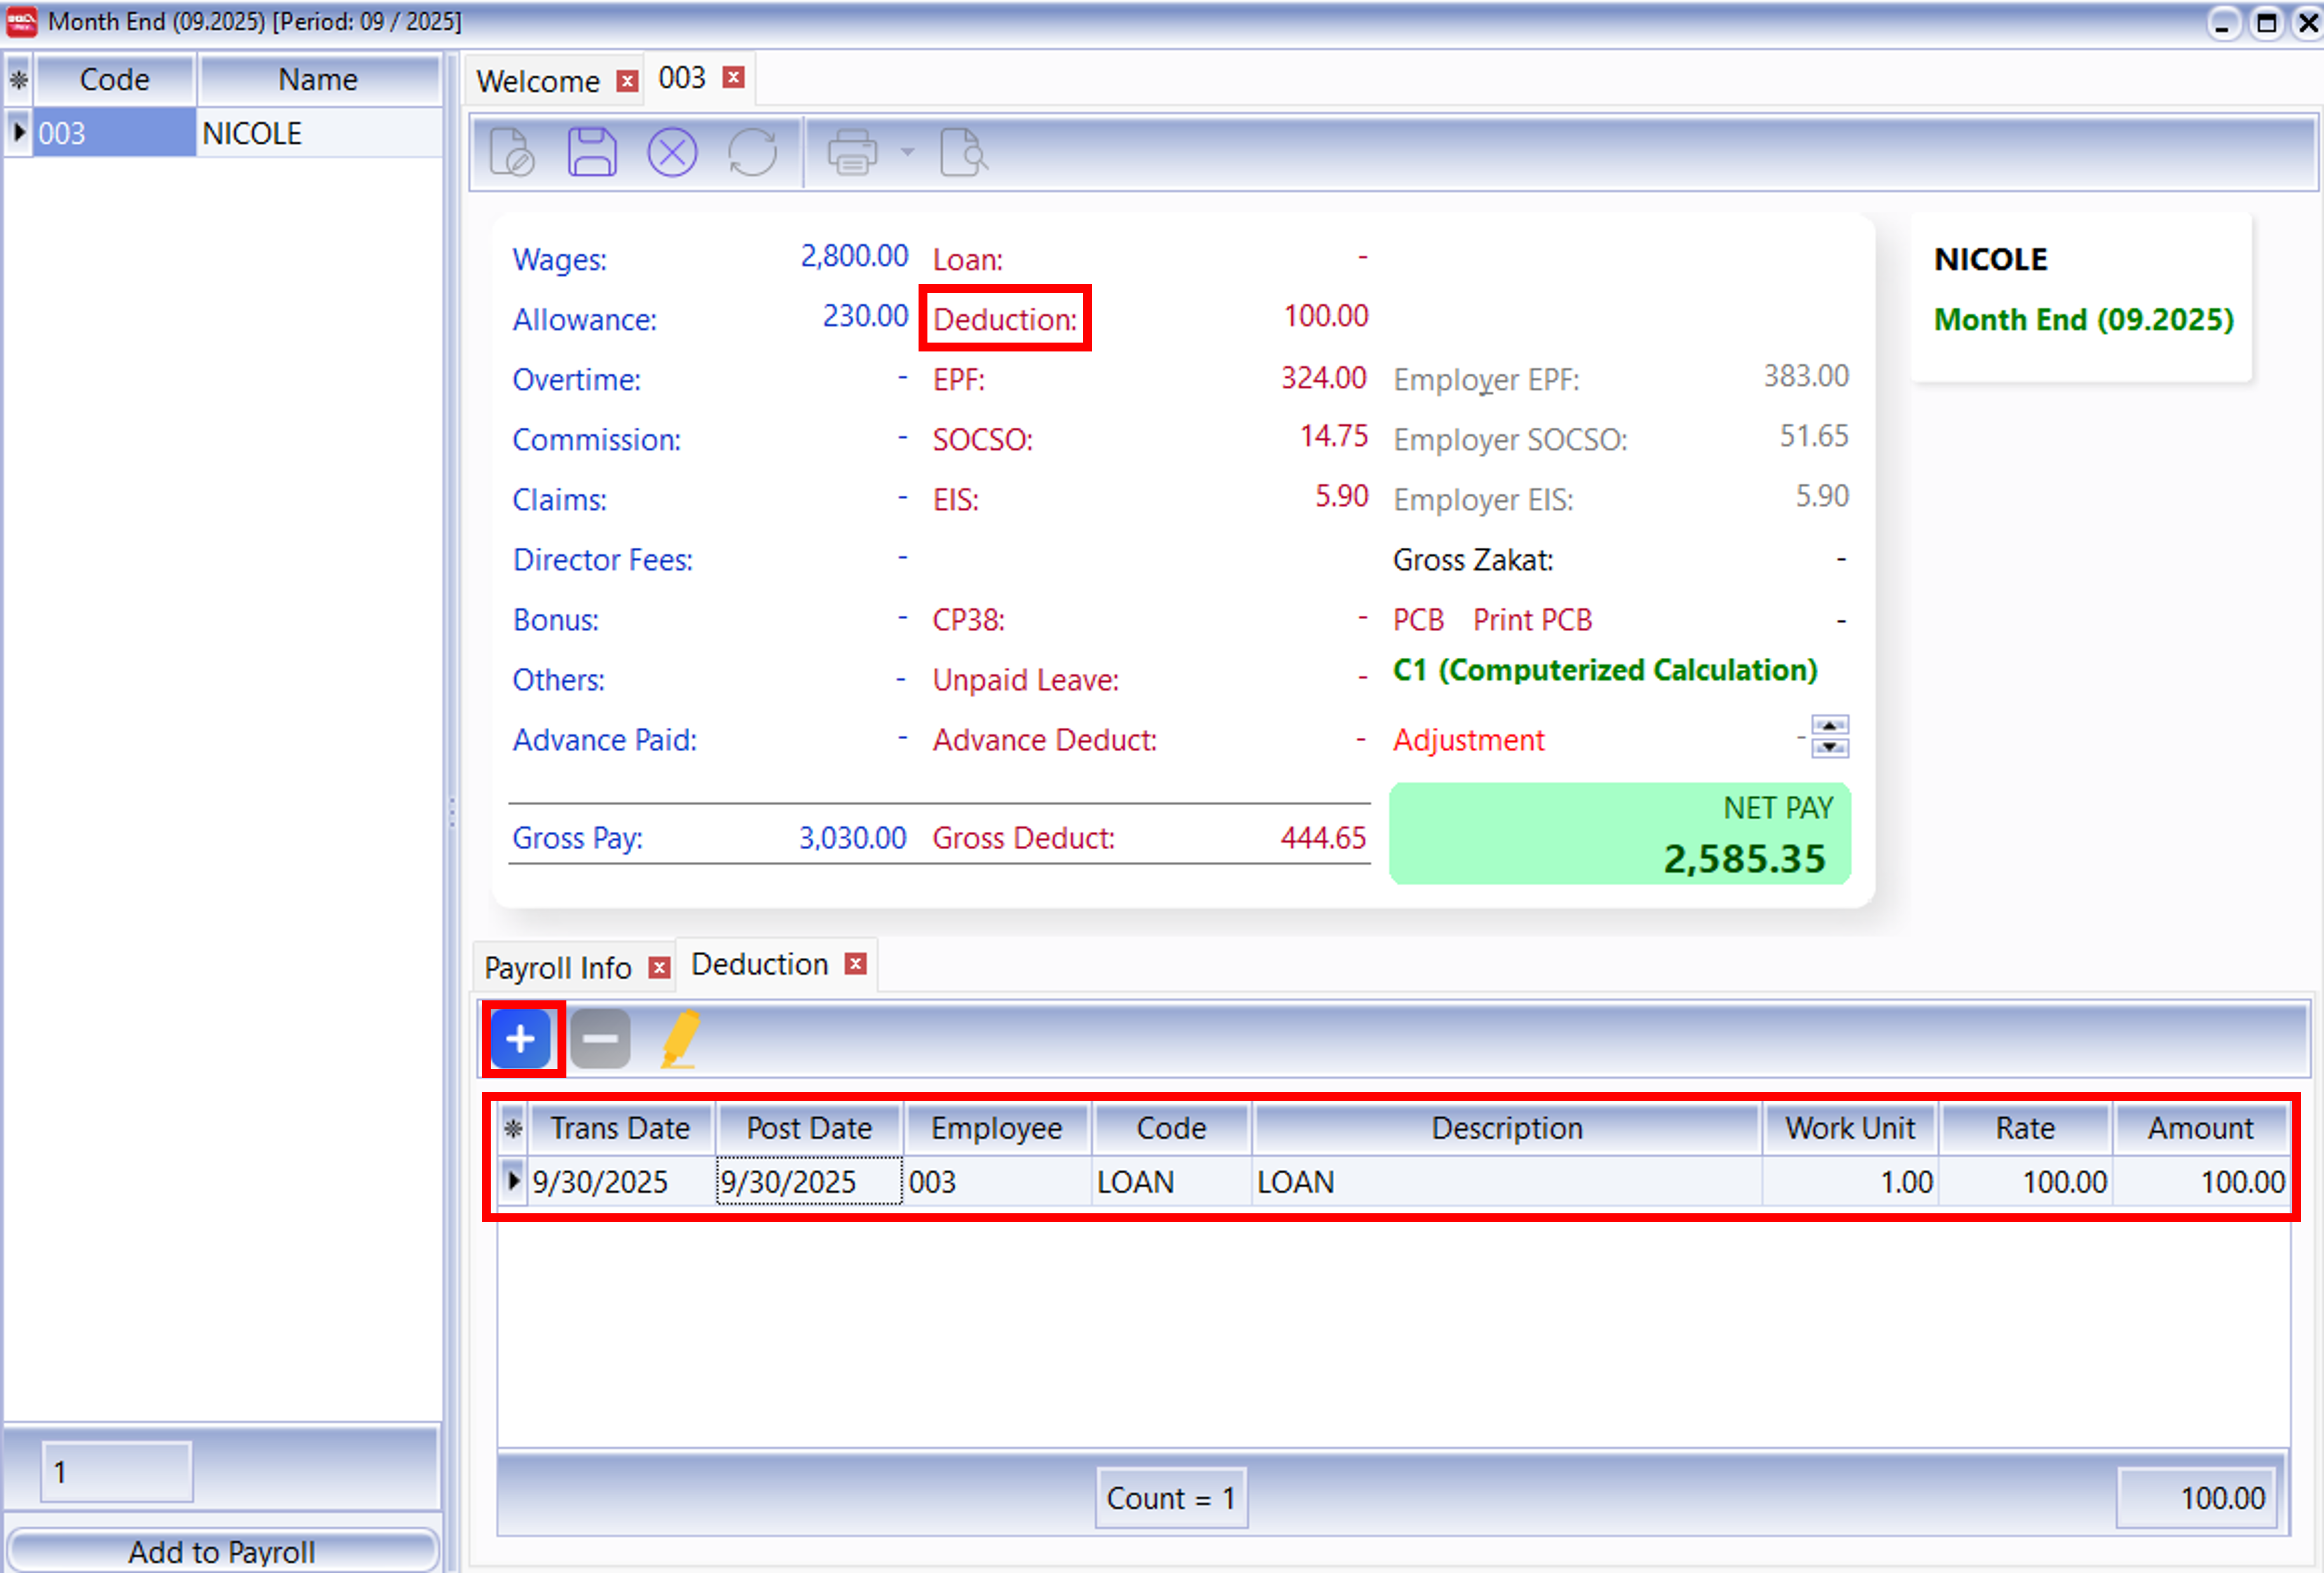 Month End (09.2025) [Period: 09 / 2025]
Code Name
003 NICOLE
1
Add to Payroll
Welcome 003
Wages: 2,800.00 Loan: -
Allowance: 230.00 Deduction: 100.00
Overtime: - EPF: 324.00 Employer EPF: 383.00
Commission: - SOCSO: 14.75 Employer SOCSO: 51.65
Claims: - EIS: 5.90 Employer EIS: 5.90
Director Fees: - Gross Zakat: -
Bonus: - CP38: - PCB Print PCB -
Others: - Unpaid Leave: - C1 (Computerized Calculation)
Advance Paid: - Advance Deduct: - Adjustment -
Gross Pay: 3,030.00 Gross Deduct: 444.65
NET PAY
2,585.35
NICOLE
Month End (09.2025)
Payroll Info Deduction
Trans Date Post Date Employee Code Description Work Unit Rate Amount
9/30/2025 9/30/2025 003 LOAN LOAN 1.00 100.00 100.00
Count = 1 100.00